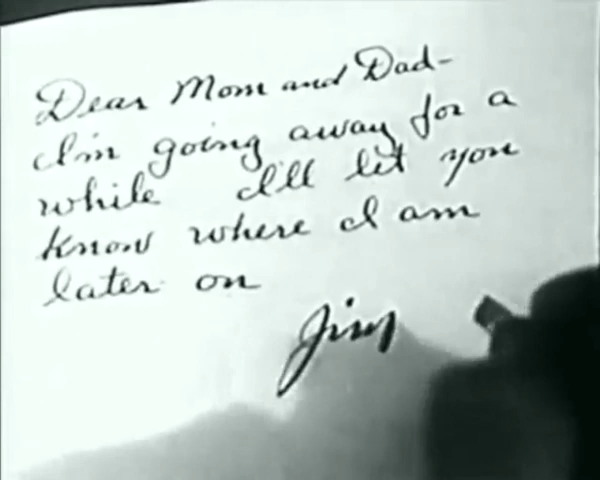 Dear Mom and Dad-
I'm going away for a
while I'll let you
know where I am
later on
Jim